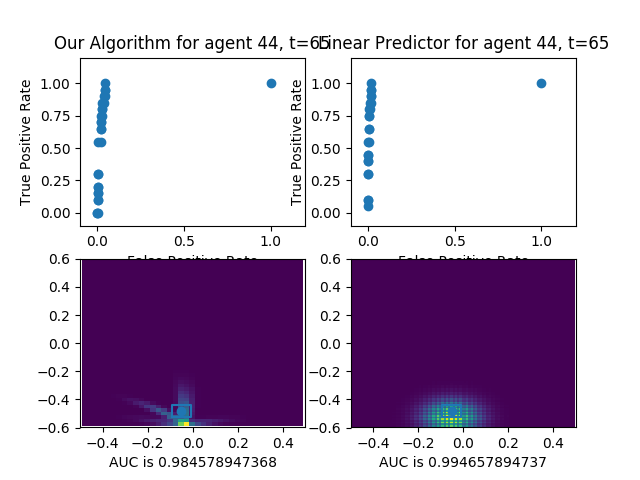 Our Algorithm for agent 44, t=65
Linear Predictor for agent 44, t=65
True Positive Rate
1.00
0.75
0.50
0.25
0.00
0.0 0.5 1.0
False Positive Rate
True Positive Rate
1.00
0.75
0.50
0.25
0.00
0.0 0.5 1.0
False Positive Rate
0.6
0.4
0.2
0.0
−0.2
−0.4
−0.6
−0.4 −0.2 0.0 0.2 0.4
AUC is 0.984578947368
0.6
0.4
0.2
0.0
−0.2
−0.4
−0.6
−0.4 −0.2 0.0 0.2 0.4
AUC is 0.994657894737